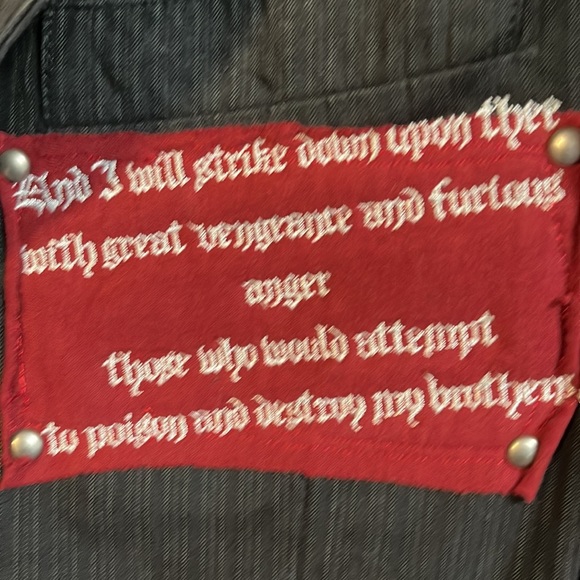 And I will strike down upon thee
with great vengeance and furious
anger
those who would attempt
to poison and destroy my brothers